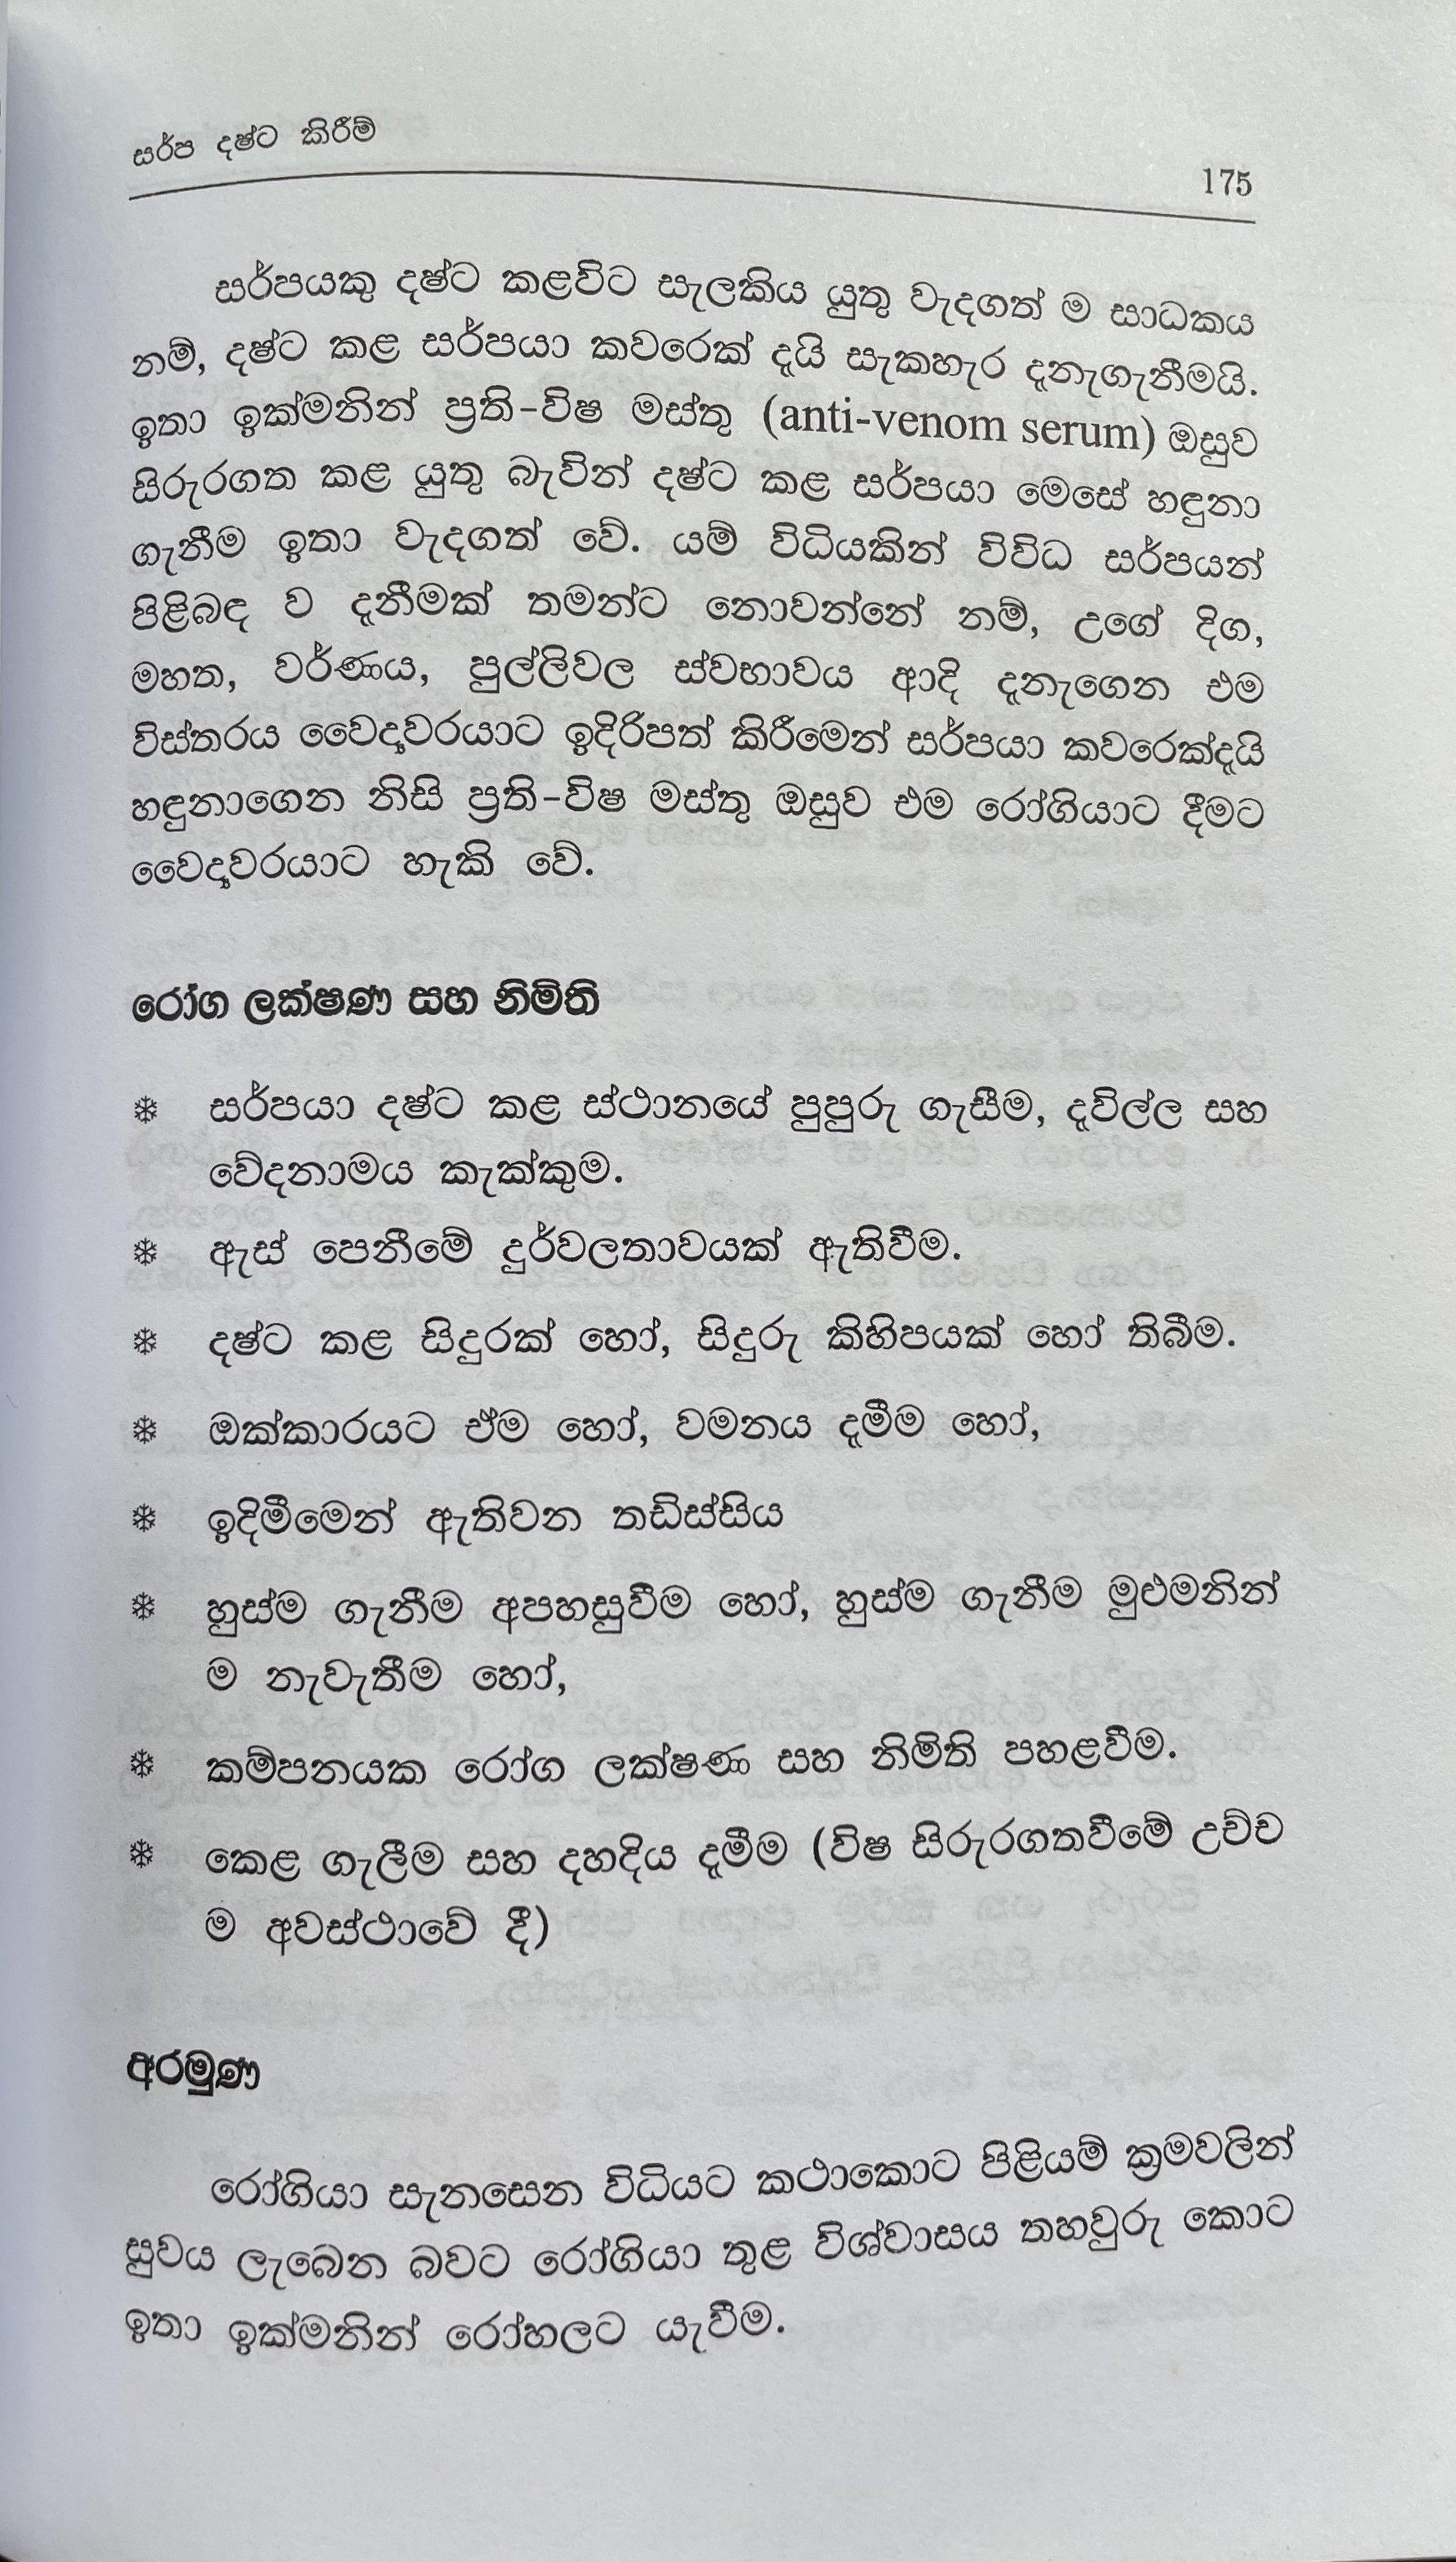 සර්ප දෂ්ට කිරීම්
175
සර්පයකු දෂ්ට කළවිට සැලකිය යුතු වැදගත් ම සාධකය
නම්, දෂ්ට කළ සර්පයා කවරෙක් දැයි සැකහැර දැනගැනීමයි.
ඉතා ඉක්මනින් ප්‍රති-විෂ මස්තු (anti-venom serum) ඔසුව
සිරුරගත කළ යුතු බැවින් දෂ්ට කළ සර්පයා මෙසේ හඳුනා
ගැනීම ඉතා වැදගත් වේ. යම් විධියකින් විවිධ සර්පයන්
පිළිබඳ ව දැනීමක් තමන්ට නොවන්නේ නම්, උගේ දිග,
මහත, වර්ණය, පුල්ලිවල ස්වභාවය ආදි දැනගෙන එම
විස්තරය වෛද්‍යවරයාට ඉදිරිපත් කිරීමෙන් සර්පයා කවරෙක්දැයි
හඳුනාගෙන නිසි ප්‍රති-විෂ මස්තු ඔසුව එම රෝගියාට දීමට
වෛද්‍යවරයාට හැකි වේ.
රෝග ලක්ෂණ සහ නිමිති
❄ සර්පයා දෂ්ට කළ ස්ථානයේ පුපුරු ගැසීම, දැවිල්ල සහ
වේදනාමය කැක්කුම.
❄ ඇස් පෙනීමේ දුර්වලතාවයක් ඇතිවීම.
❄ දෂ්ට කළ සිදුරක් හෝ, සිදුරු කිහිපයක් හෝ තිබීම.
❄ ඔක්කාරයට ඒම හෝ, වමනය දැමීම හෝ,
❄ ඉදිමීමෙන් ඇතිවන තඩිස්සිය
❄ හුස්ම ගැනීම අපහසුවීම හෝ, හුස්ම ගැනීම මුළුමනින්
ම නැවැතීම හෝ,
❄ කම්පනයක රෝග ලක්ෂණ සහ නිමිති පහළවීම.
❄ කෙළ ගැලීම සහ දහදිය දැමීම (විෂ සිරුරගතවීමේ උච්ච
ම අවස්ථාවේ දී)
අරමුණ
රෝගියා සැනසෙන විධියට කථාකොට පිළියම් ක්‍රමවලින්
සුවය ලැබෙන බවට රෝගියා තුළ විශ්වාසය තහවුරු කොට
ඉතා ඉක්මනින් රෝහලට යැවීම.